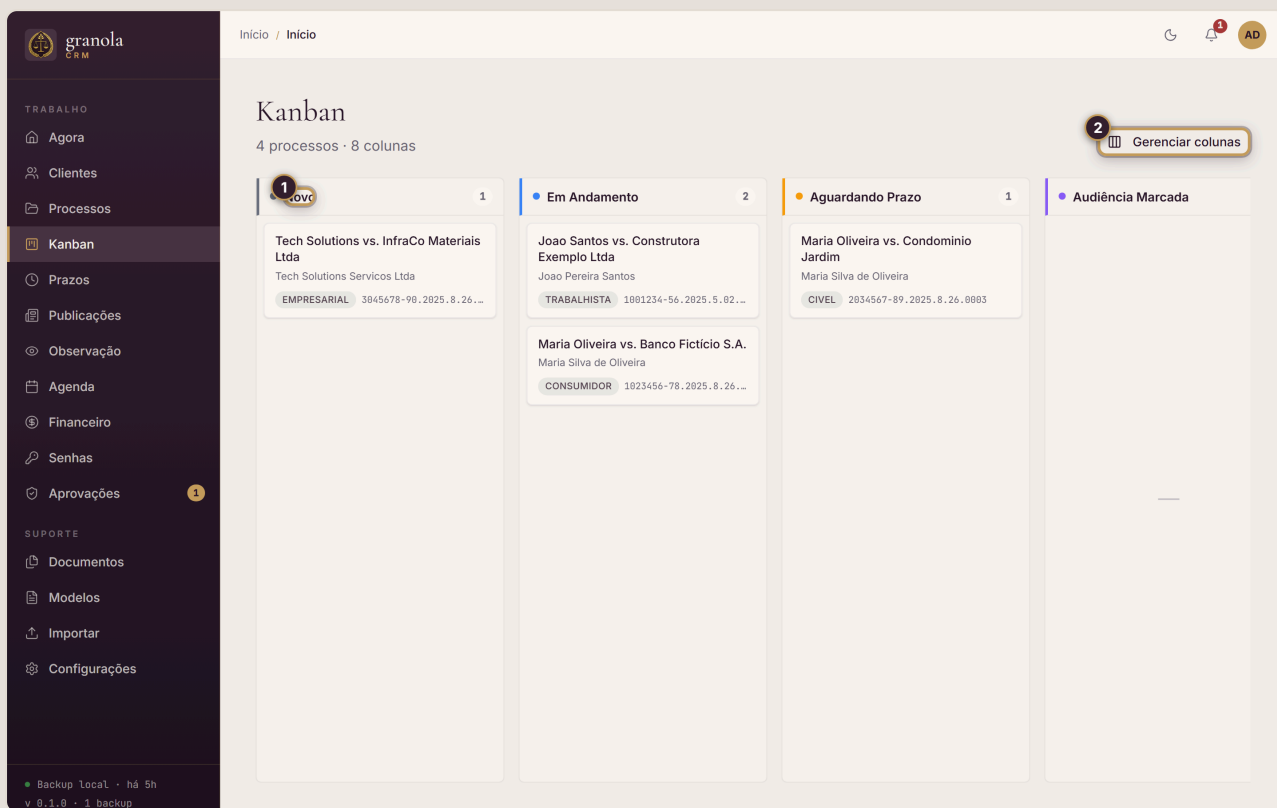 granola
CRM
Início / Início
1
AD
TRABALHO
Agora
Clientes
Processos
Kanban
Prazos
Publicações
Observação
Agenda
Financeiro
Senhas
Aprovações 1
SUPORTE
Documentos
Modelos
Importar
Configurações
Backup local · há 5h
v 0.1.0 · 1 backup
Kanban
4 processos · 8 colunas
2
Gerenciar colunas
1
Novo 1
Tech Solutions vs. InfraCo Materiais
Ltda
Tech Solutions Servicos Ltda
EMPRESARIAL 3045678-90.2025.8.26.…
Em Andamento 2
Joao Santos vs. Construtora
Exemplo Ltda
Joao Pereira Santos
TRABALHISTA 1001234-56.2025.5.02.…
Maria Oliveira vs. Banco Fictício S.A.
Maria Silva de Oliveira
CONSUMIDOR 1023456-78.2025.8.26.…
Aguardando Prazo 1
Maria Oliveira vs. Condominio
Jardim
Maria Silva de Oliveira
CIVEL 2034567-89.2025.8.26.0003
Audiência Marcada
—